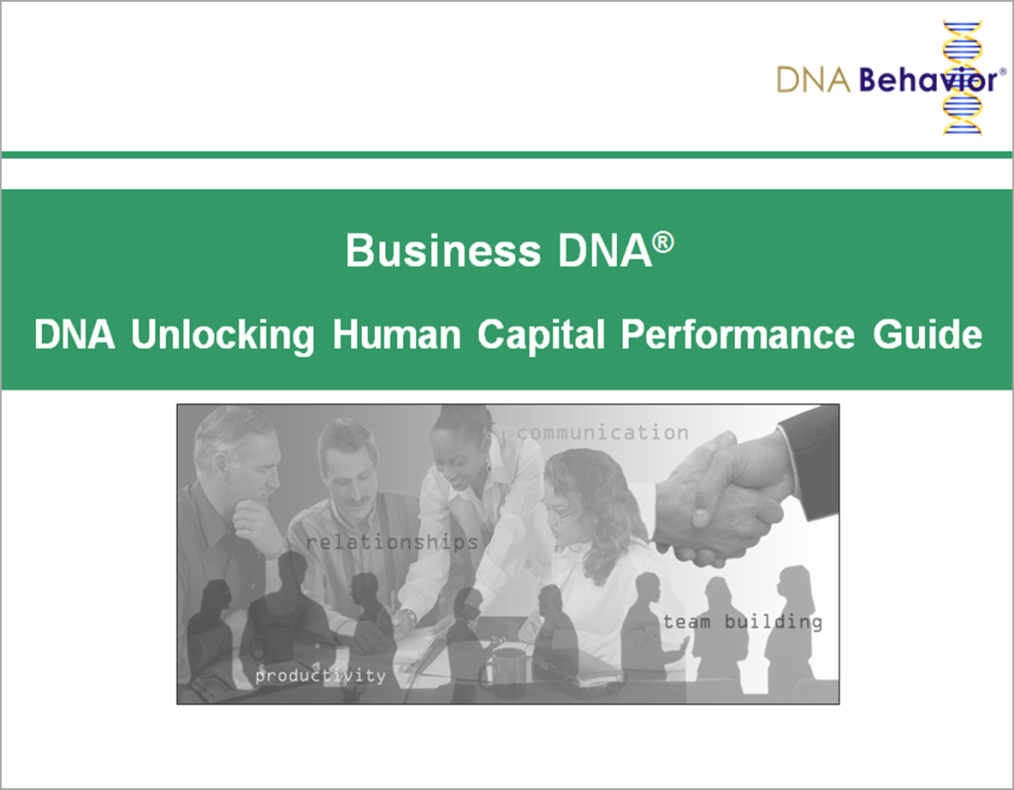 DNA Behavior®
Business DNA®
DNA Unlocking Human Capital Performance Guide
communication
relationships
team building
productivity